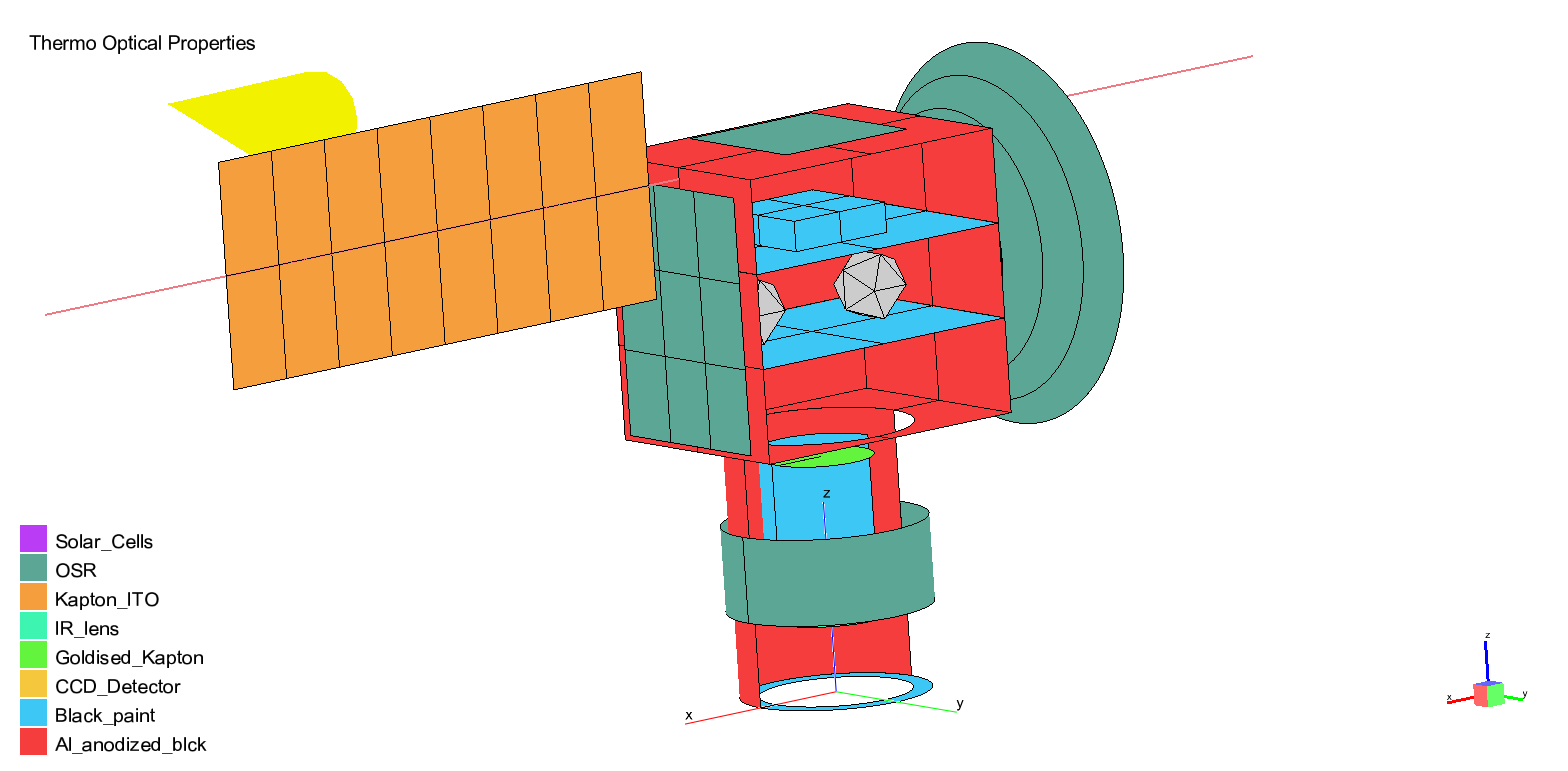 Thermo Optical Properties
z
Solar_Cells
OSR
Kapton_ITO
IR_lens
Goldised_Kapton
CCD_Detector
Black_paint
Al_anodized_blck
x
y
z
x
y